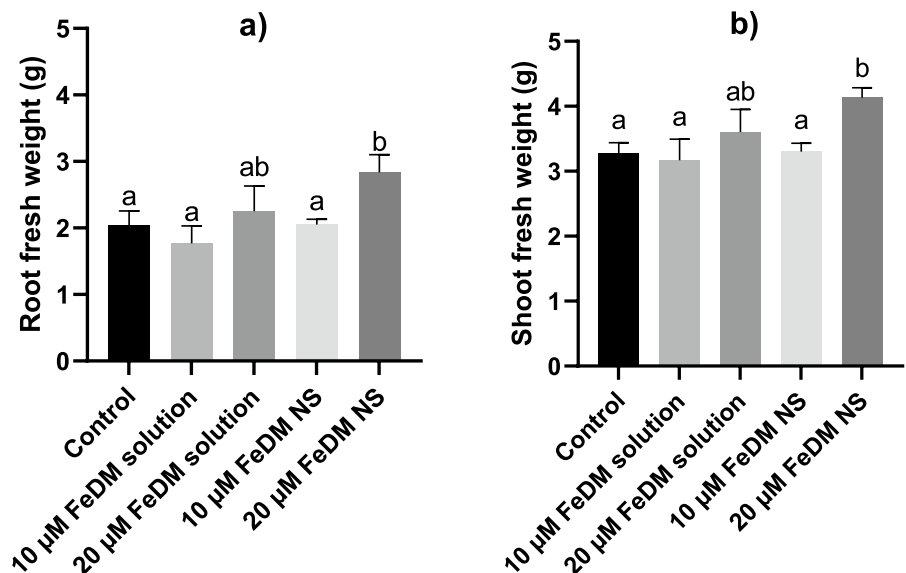 a)
Root fresh weight (g)
5
4
3
2
1
0
a
a
ab
a
b
Control
10 µM FeDM solution
20 µM FeDM solution
10 µM FeDM NS
20 µM FeDM NS
b)
Shoot fresh weight (g)
5
4
3
2
1
0
a
a
ab
a
b
Control
10 µM FeDM solution
20 µM FeDM solution
10 µM FeDM NS
20 µM FeDM NS